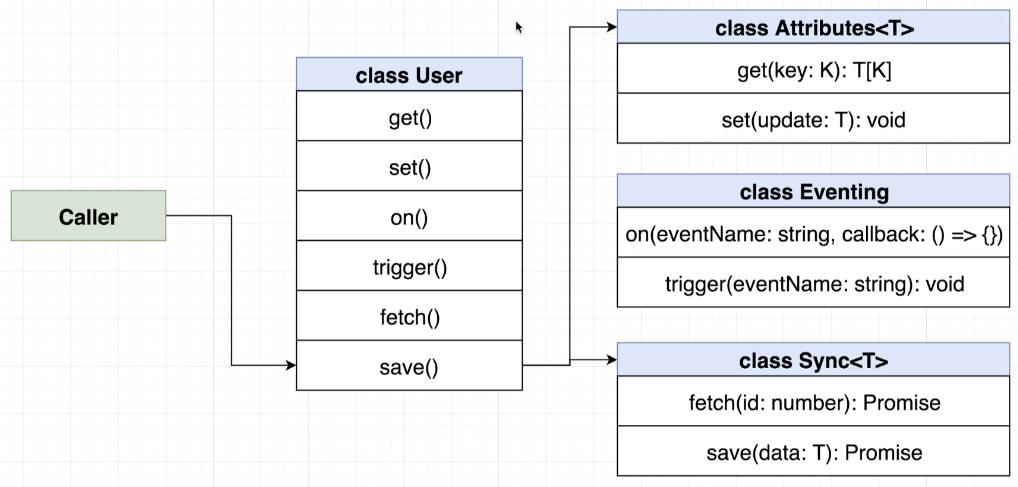 Caller
class User
get()
set()
on()
trigger()
fetch()
save()
class Attributes<T>
get(key: K): T[K]
set(update: T): void
class Eventing
on(eventName: string, callback: () => {})
trigger(eventName: string): void
class Sync<T>
fetch(id: number): Promise
save(data: T): Promise